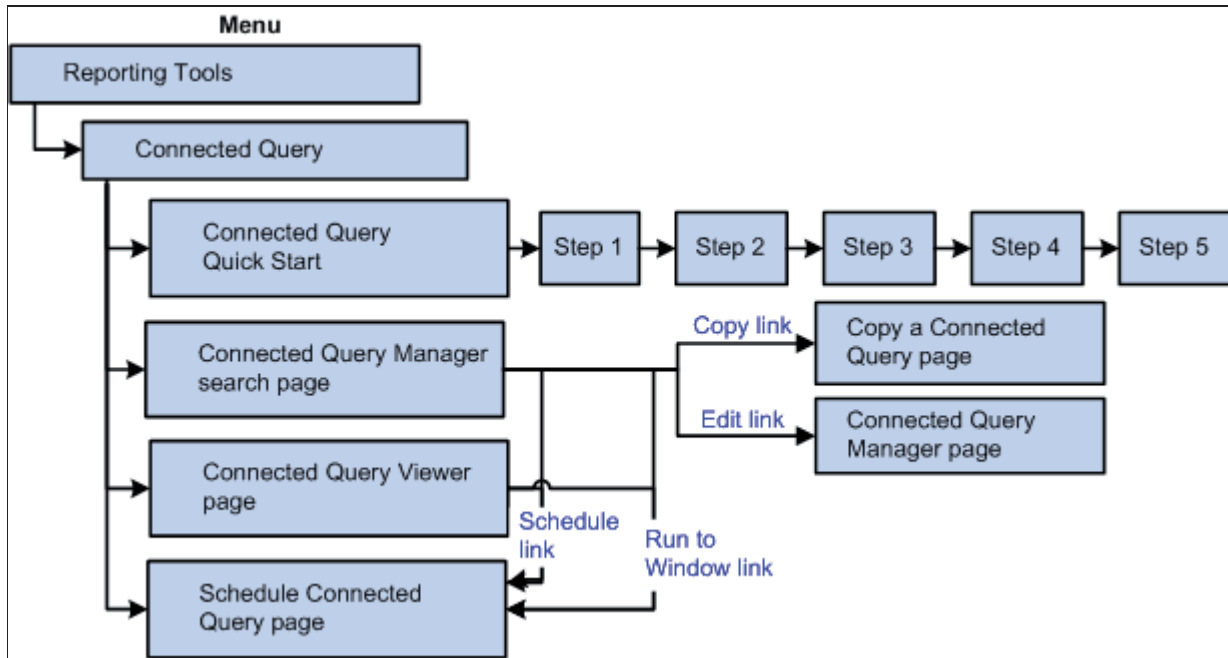 Menu
Reporting Tools
Connected Query
Connected Query
Quick Start
Step 1
Step 2
Step 3
Step 4
Step 5
Connected Query Manager
search page
Copy link
Copy a Connected
Query page
Edit link
Connected Query
Manager page
Connected Query Viewer
page
Schedule
link
Run to
Window link
Schedule Connected
Query page